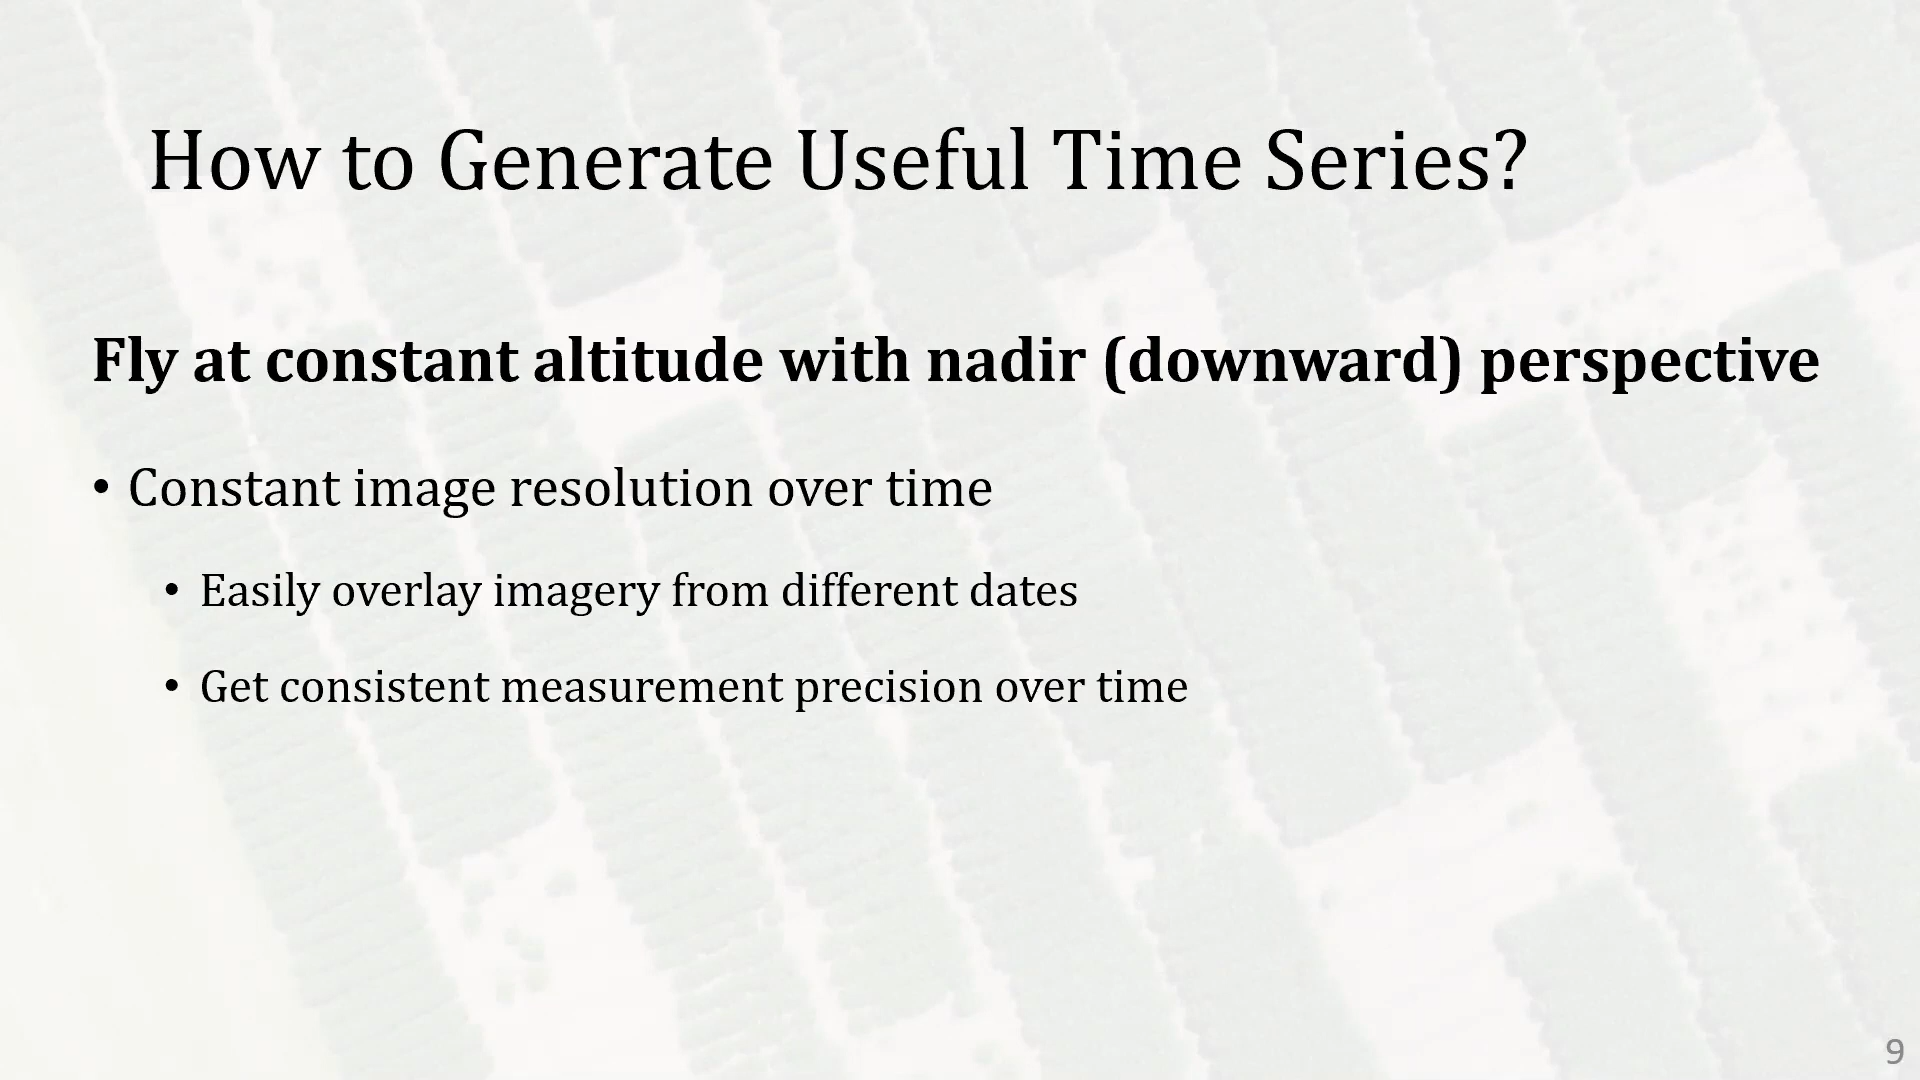 How to Generate Useful Time Series?
Fly at constant altitude with nadir (downward) perspective
• Constant image resolution over time
• Easily overlay imagery from different dates
• Get consistent measurement precision over time
9